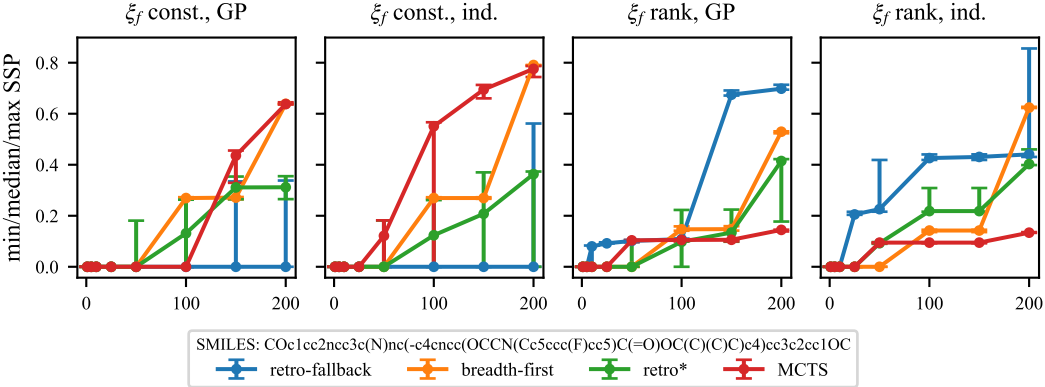 ξf const., GP
ξf const., ind.
ξf rank, GP
ξf rank, ind.
min/median/max SSP
0.8
0.6
0.4
0.2
0.0
0 100 200
0 100 200
0 100 200
0 100 200
SMILES: COc1cc2ncc3c(N)nc(-c4cncc(OCCN(Cc5ccc(F)cc5)C(=O)OC(C)(C)C)c4)cc3c2cc1OC
retro-fallback breadth-first retro* MCTS